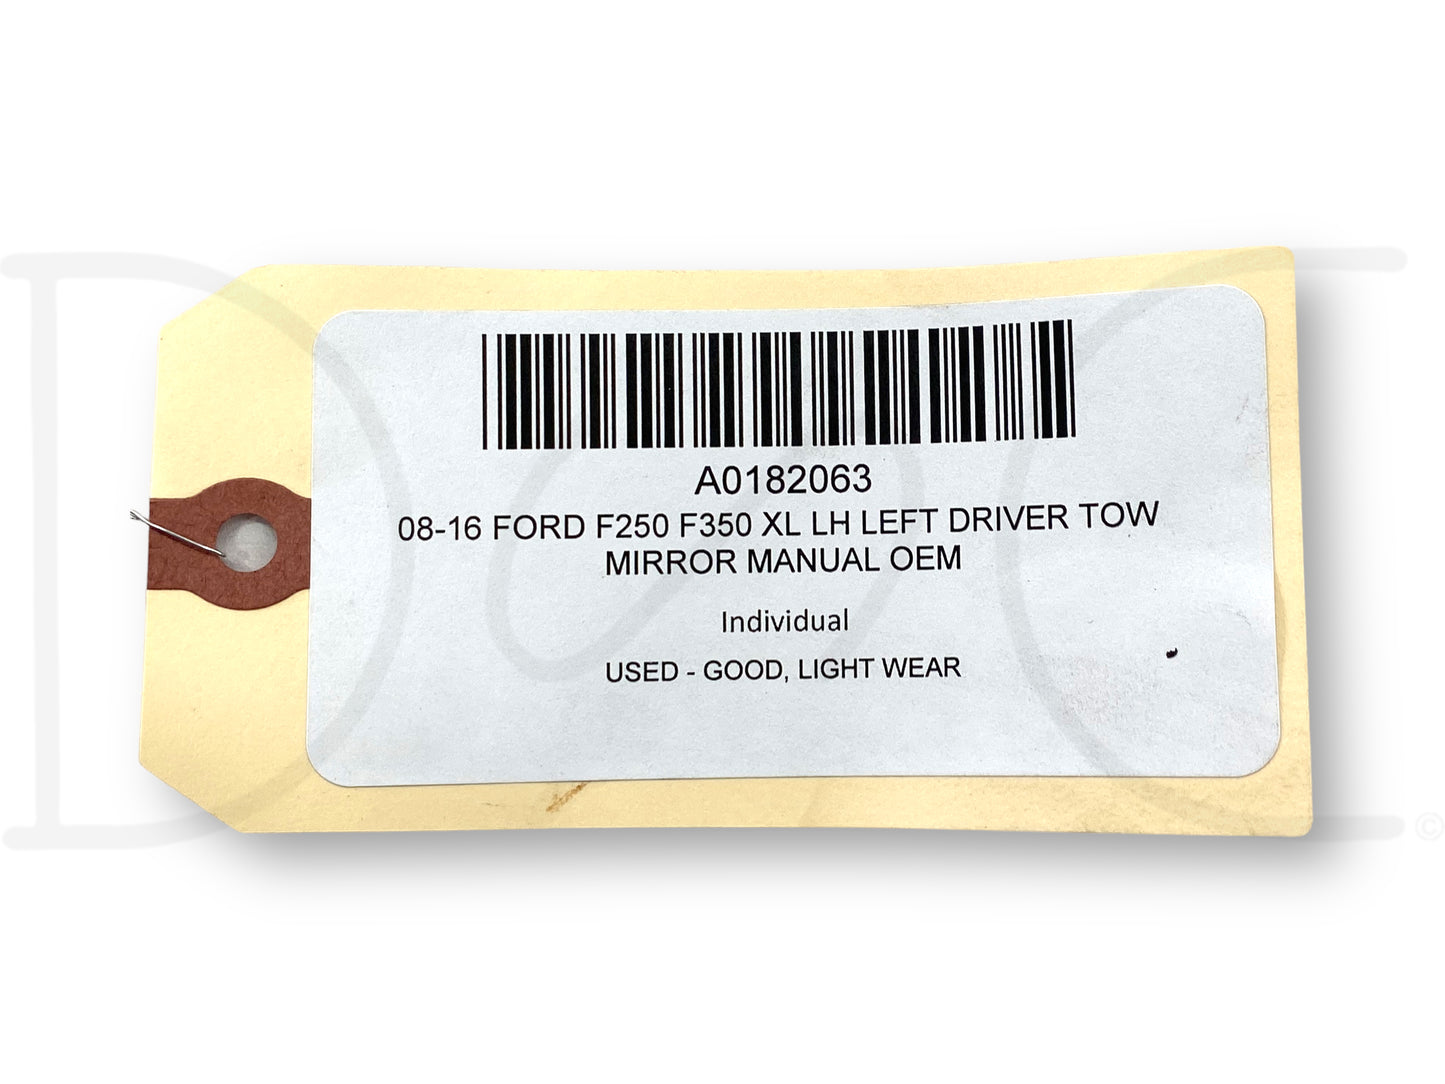 A0182063
08-16 FORD F250 F350 XL LH LEFT DRIVER TOW
MIRROR MANUAL OEM
Individual
USED - GOOD, LIGHT WEAR
©